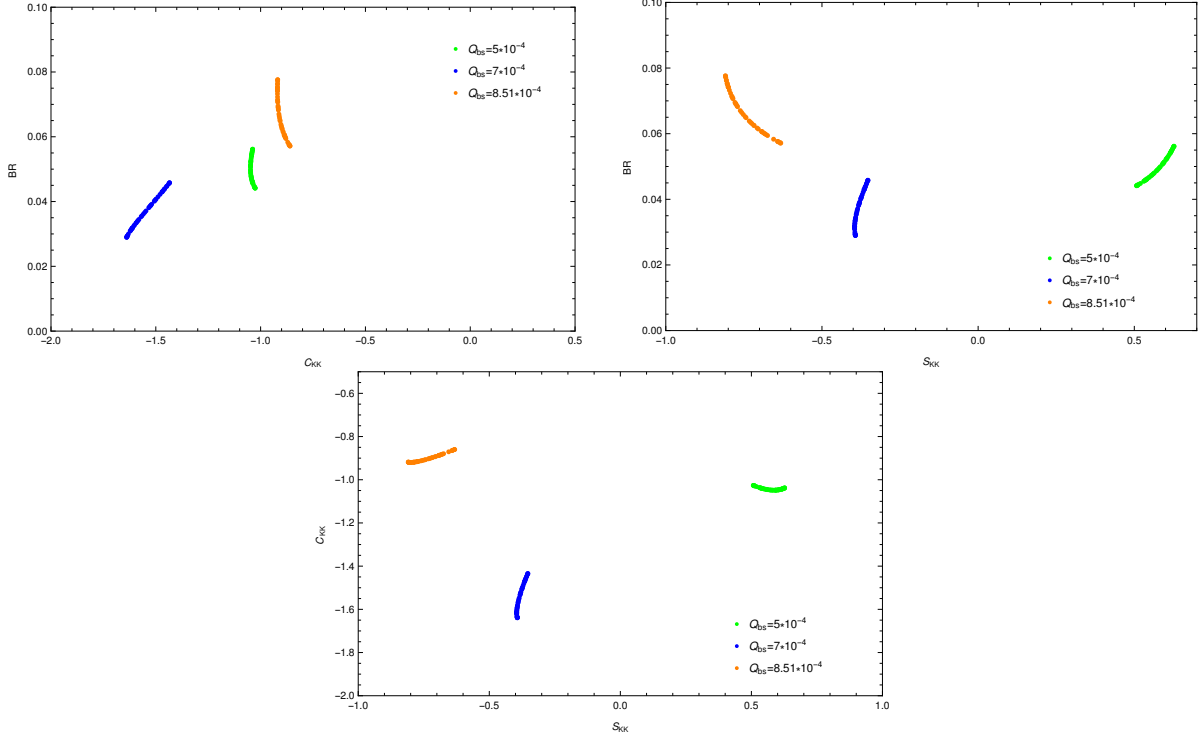 0.10
0.08
0.06
0.04
0.02
0.00
BR
−2.0 −1.5 −1.0 −0.5 0.0 0.5
C_KK
Q_bs=5*10^−4
Q_bs=7*10^−4
Q_bs=8.51*10^−4
0.10
0.08
0.06
0.04
0.02
0.00
BR
−1.0 −0.5 0.0 0.5
S_KK
Q_bs=5*10^−4
Q_bs=7*10^−4
Q_bs=8.51*10^−4
−0.6
−0.8
−1.0
−1.2
−1.4
−1.6
−1.8
−2.0
C_KK
−1.0 −0.5 0.0 0.5 1.0
S_KK
Q_bs=5*10^−4
Q_bs=7*10^−4
Q_bs=8.51*10^−4